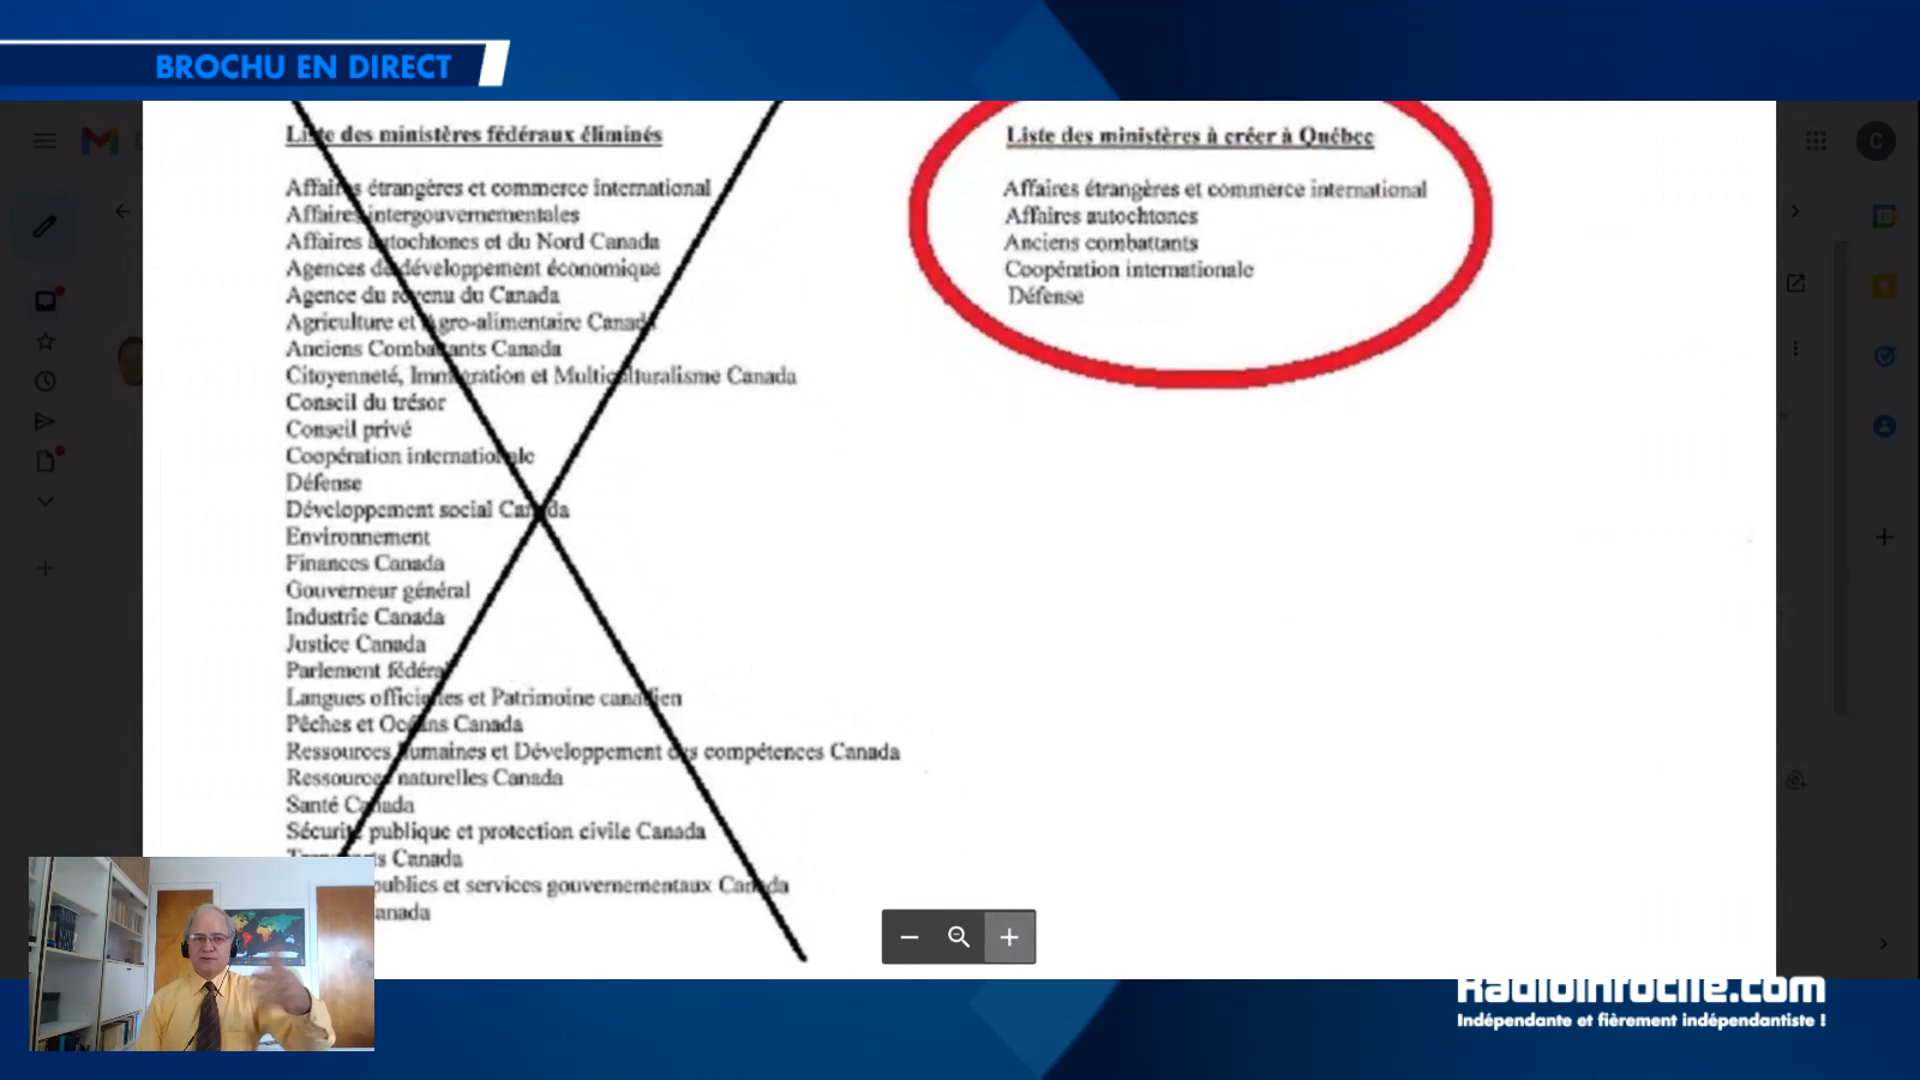 BROCHU EN DIRECT
Liste des ministères fédéraux éliminés
Affaires étrangères et commerce international
Affaires intergouvernementales
Affaires autochtones et du Nord Canada
Agences de développement économique
Agence du revenu du Canada
Agriculture et Agro-alimentaire Canada
Anciens Combattants Canada
Citoyenneté, Immigration et Multiculturalisme Canada
Conseil du trésor
Conseil privé
Coopération internationale
Défense
Développement social Canada
Environnement
Finances Canada
Gouverneur général
Industrie Canada
Justice Canada
Parlement fédéral
Langues officielles et Patrimoine canadien
Pêches et Océans Canada
Ressources humaines et Développement des compétences Canada
Ressources naturelles Canada
Santé Canada
Sécurité publique et protection civile Canada
Transports Canada
publics et services gouvernementaux Canada
anada
Liste des ministères à créer à Québec
Affaires étrangères et commerce international
Affaires autochtones
Anciens combattants
Coopération internationale
Défense
C
Radioinfocite.com
Indépendante et fièrement indépendantiste !